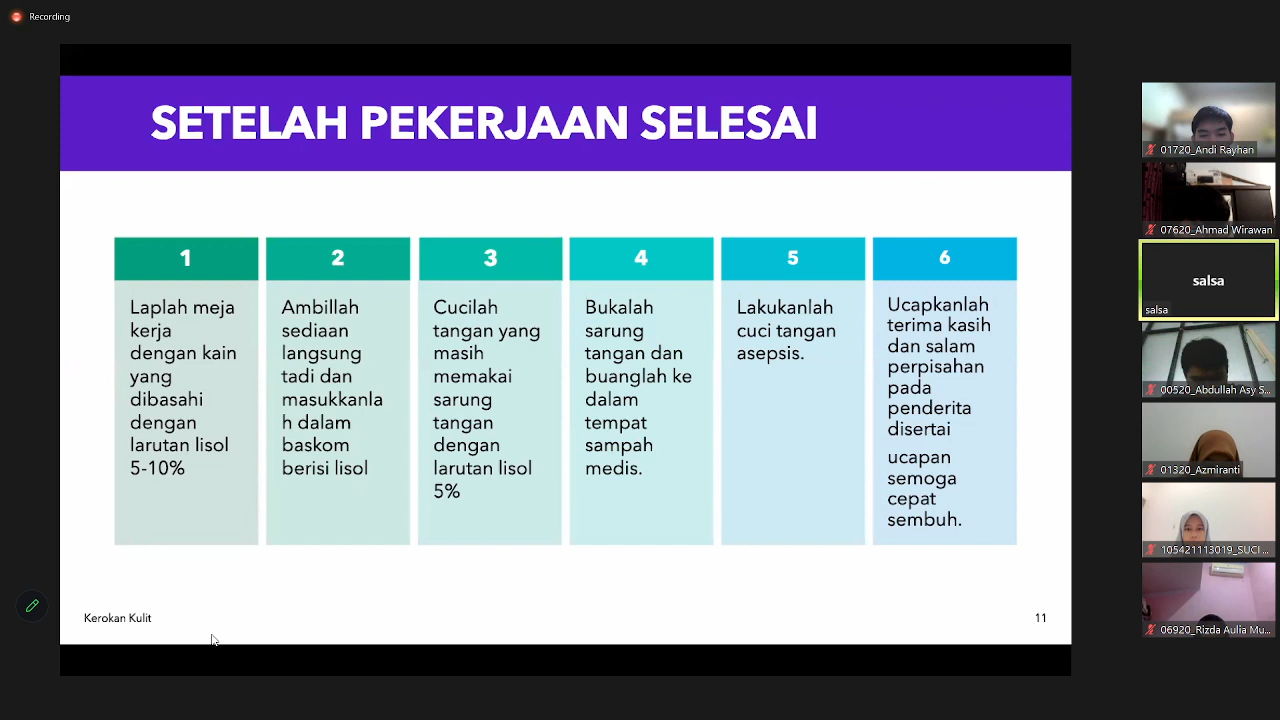 Recording
SETELAH PEKERJAAN SELESAI
1
Laplah meja
kerja
dengan kain
yang
dibasahi
dengan
larutan lisol
5-10%
2
Ambillah
sediaan
langsung
tadi dan
masukkanla
h dalam
baskom
berisi lisol
3
Cucilah
tangan yang
masih
memakai
sarung
tangan
dengan
larutan lisol
5%
4
Bukalah
sarung
tangan dan
buanglah ke
dalam
tempat
sampah
medis.
5
Lakukanlah
cuci tangan
asepsis.
6
Ucapkanlah
terima kasih
dan salam
perpisahan
pada
penderita
disertai
ucapan
semoga
cepat
sembuh.
Kerokan Kulit
11
01720_Andi Rayhan
07620_Ahmad Wirawan
salsa
salsa
00520_Abdullah Asy S...
01320_Azmiranti
105421113019_SUCI ...
06920_Rizda Aulia Mu...